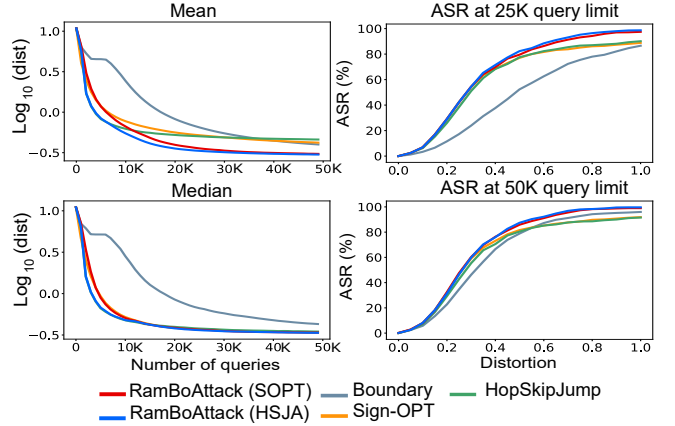 Mean
Log 10 (dist)
1.0
0.5
0.0
−0.5
0
10K
20K
30K
40K
50K
ASR at 25K query limit
ASR (%)
100
80
60
40
20
0
0.0
0.2
0.4
0.6
0.8
1.0
Median
Log 10 (dist)
1.0
0.5
0.0
−0.5
0
10K
20K
30K
40K
50K
Number of queries
ASR at 50K query limit
ASR (%)
100
80
60
40
20
0
0.0
0.2
0.4
0.6
0.8
1.0
Distortion
RamBoAttack (SOPT)
Boundary
HopSkipJump
RamBoAttack (HSJA)
Sign-OPT